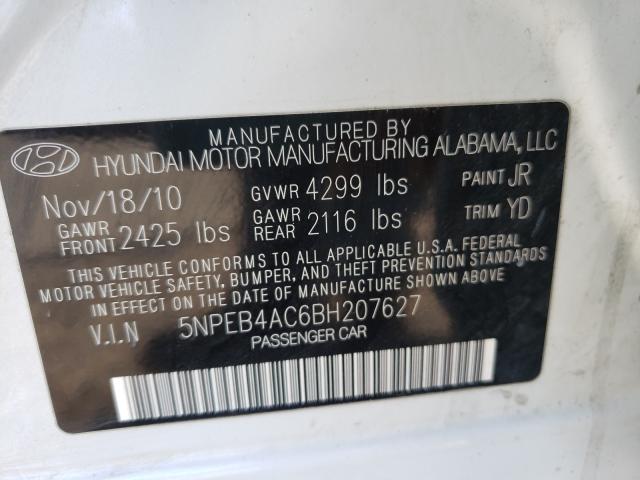 MANUFACTURED BY
HYUNDAI MOTOR MANUFACTURING ALABAMA, LLC
Nov/18/10 GVWR 4299 lbs PAINT JR
GAWR FRONT 2425 lbs GAWR REAR 2116 lbs TRIM YD
THIS VEHICLE CONFORMS TO ALL APPLICABLE U.S.A. FEDERAL
MOTOR VEHICLE SAFETY, BUMPER, AND THEFT PREVENTION STANDARDS
IN EFFECT ON THE DATE OF MANUFACTURE SHOWN ABOVE
V.I.N 5NPEB4AC6BH207627
PASSENGER CAR